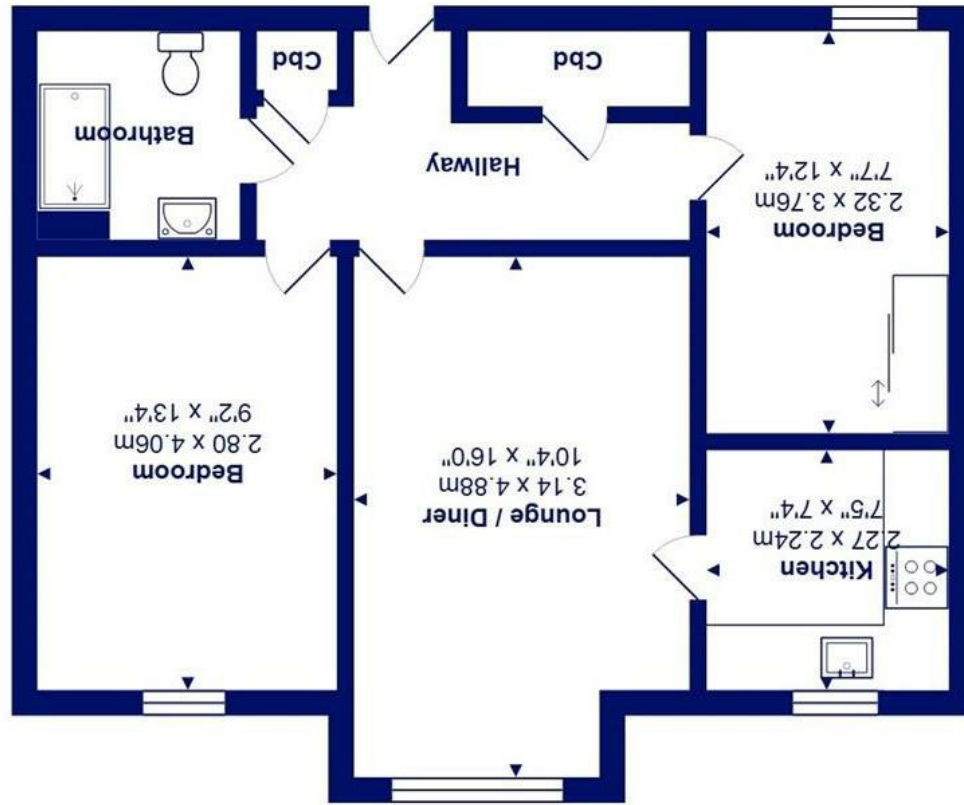 Kitchen
2.27 x 2.24m
7'5" x 7'4"
Lounge / Diner
3.14 x 4.88m
10'4" x 16'0"
Bedroom
2.80 x 4.06m
9'2" x 13'4"
Bedroom
2.32 x 3.76m
7'7" x 12'4"
Hallway
Bathroom
Cbd
Cbd